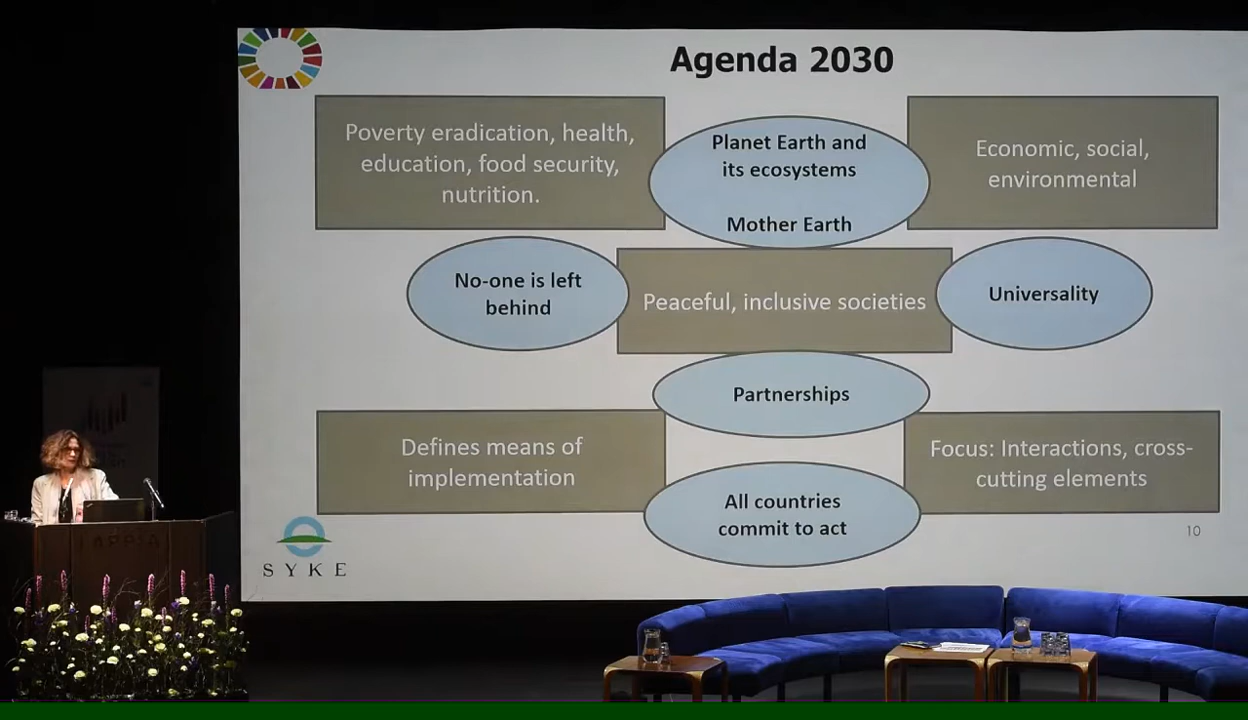 Agenda 2030
Poverty eradication, health,
education, food security,
nutrition.
Planet Earth and
its ecosystems
Mother Earth
Economic, social,
environmental
No-one is left
behind
Peaceful, inclusive societies
Universality
Partnerships
Defines means of
implementation
Focus: Interactions, cross-
cutting elements
All countries
commit to act
10
SYKE